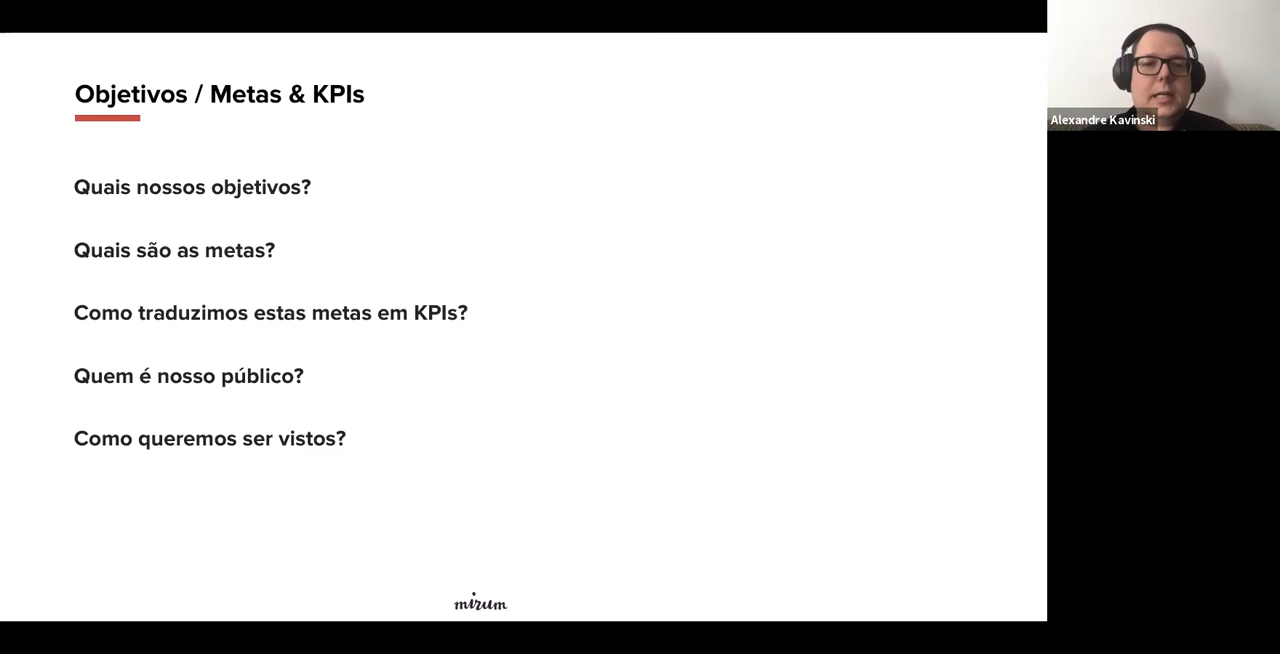 Objetivos / Metas & KPIs
Alexandre Kavinski
Quais nossos objetivos?
Quais são as metas?
Como traduzimos estas metas em KPIs?
Quem é nosso público?
Como queremos ser vistos?
mirum